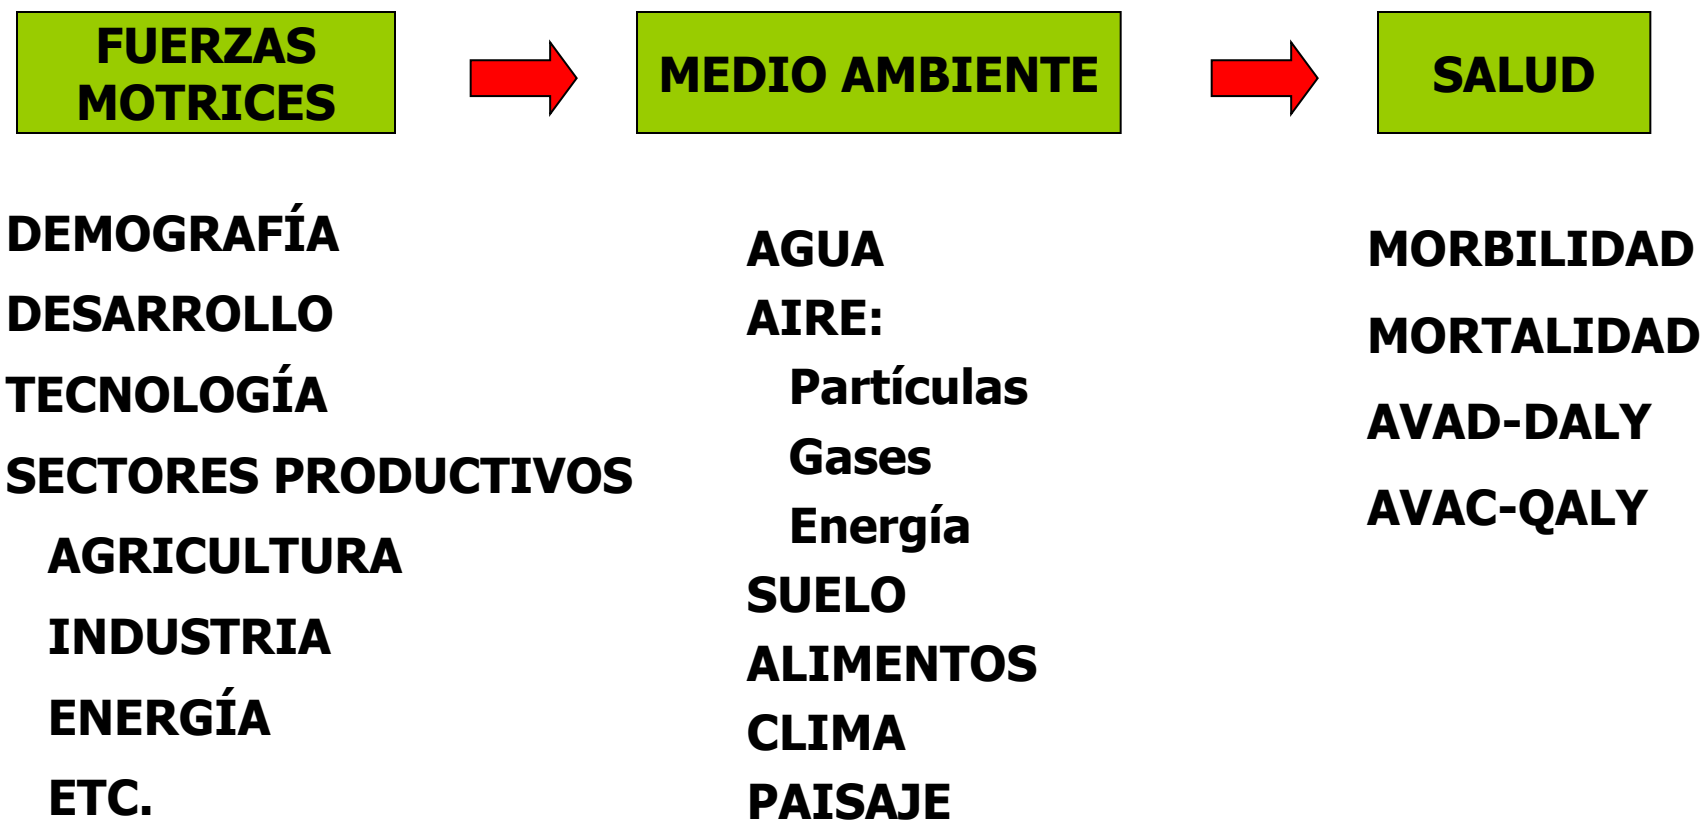 FUERZAS
MOTRICES
MEDIO AMBIENTE
SALUD
DEMOGRAFÍA
DESARROLLO
TECNOLOGÍA
SECTORES PRODUCTIVOS
AGRICULTURA
INDUSTRIA
ENERGÍA
ETC.
AGUA
AIRE:
Partículas
Gases
Energía
SUELO
ALIMENTOS
CLIMA
PAISAJE
MORBILIDAD
MORTALIDAD
AVAD-DALY
AVAC-QALY